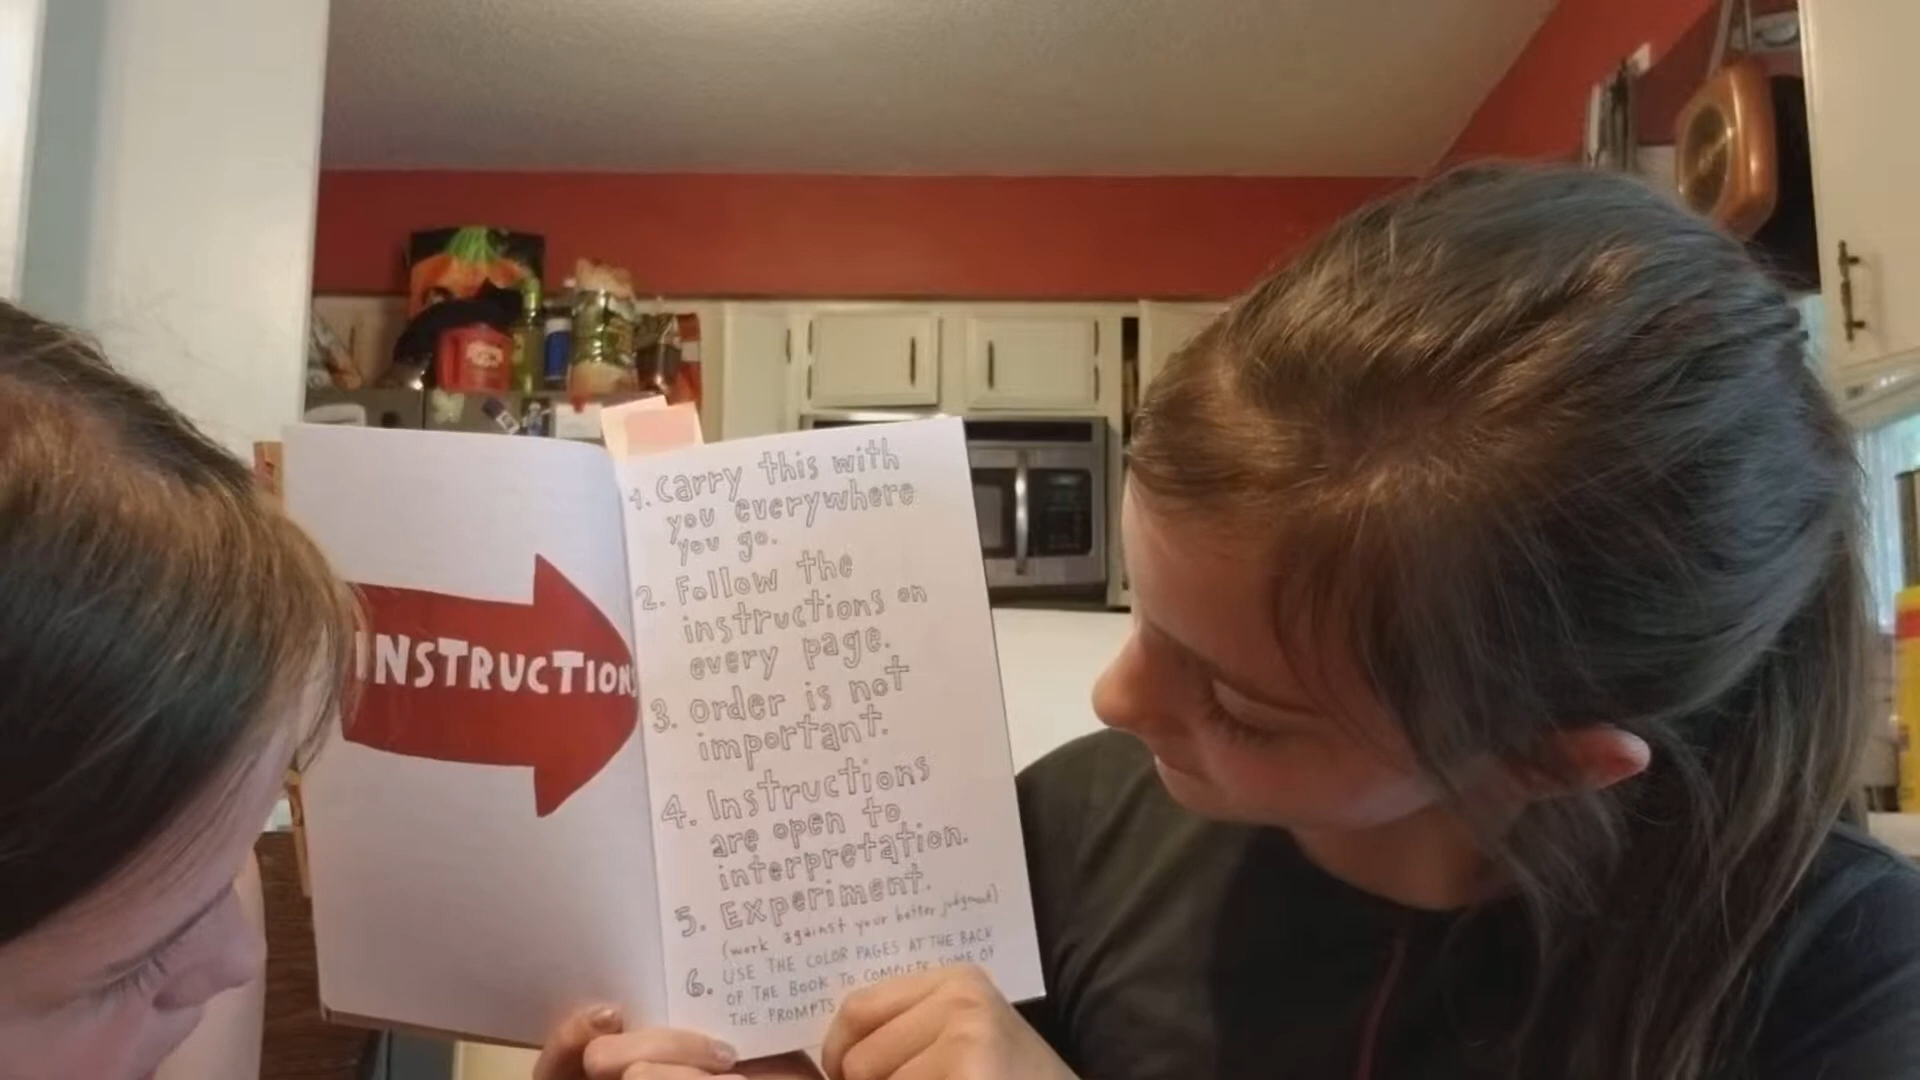 INSTRUCTIONS
1. carry this with
you everywhere
you go.
2. Follow the
instructions on
every page.
3. Order is not
important.
4. Instructions
are open to
interpretation.
5. Experiment.
(work against your better judgment)
6. USE THE COLOR PAGES AT THE BACK
OF THE BOOK TO COMPLETE SOME OF
THE PROMPTS